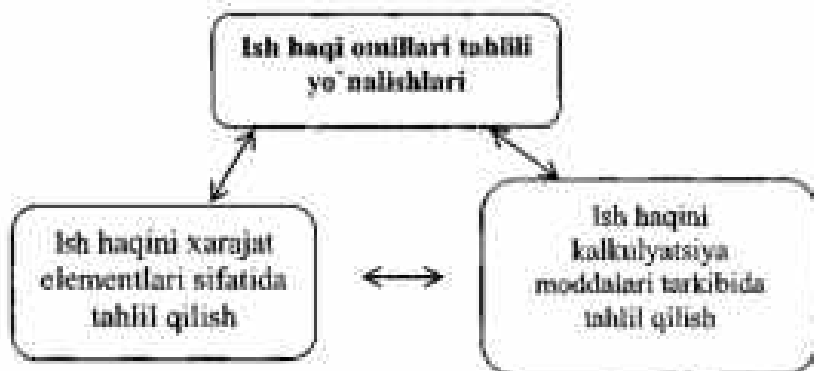 Ish haqi omillari tahlili
yo`nalishlari
Ish haqini xarajat
elementlari sifatida
tahlil qilish
Ish haqini
kalkulyatsiya
moddalari tarkibida
tahlil qilish